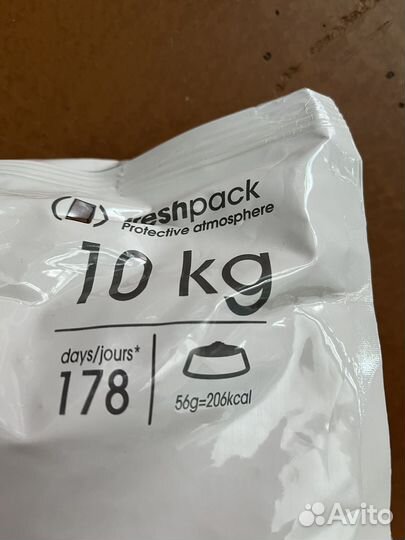 freshpack
Protective atmosphere
10 kg
days/jours*
178
56g=206kcal
Avito